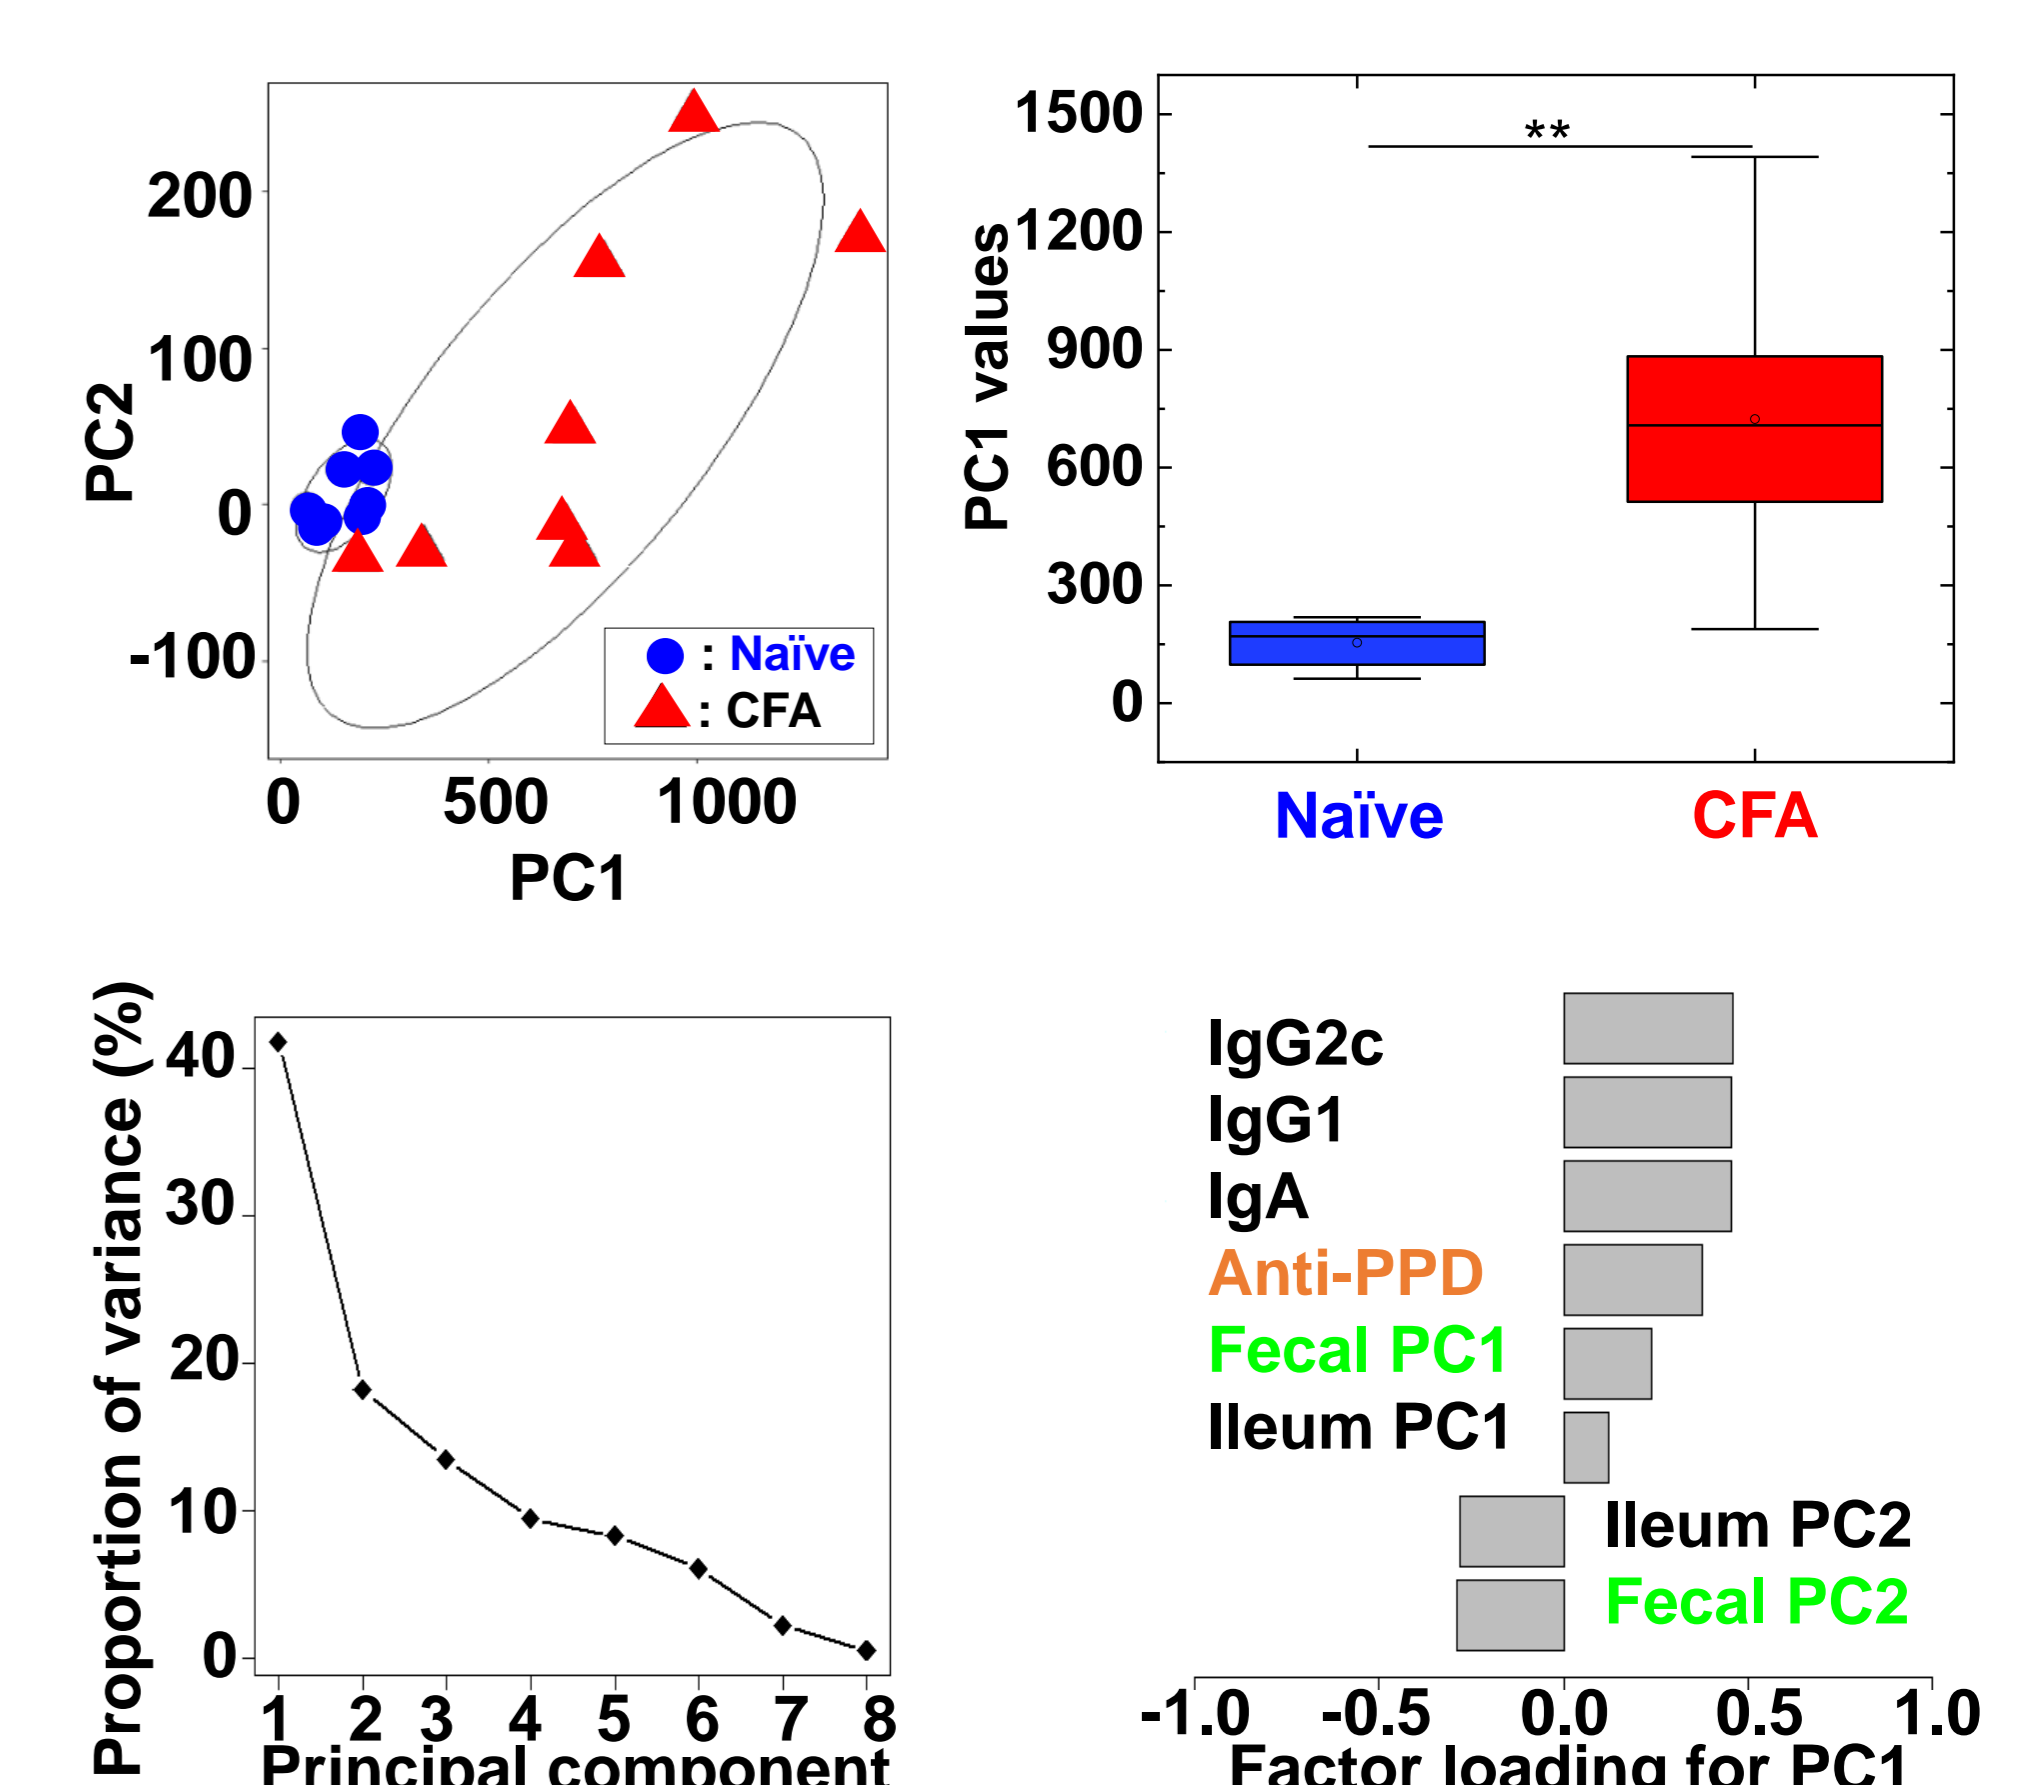 200
100
0
-100
PC2
0
500
1000
PC1
: Naïve
: CFA
1500
1200
900
600
300
0
PC1 values
**
Naïve
CFA
Proportion of variance (%)
40
30
20
10
0
1 2 3 4 5 6 7 8
Principal component
IgG2c
IgG1
IgA
Anti-PPD
Fecal PC1
Ileum PC1
Ileum PC2
Fecal PC2
-1.0 -0.5 0.0 0.5 1.0
Factor loading for PC1